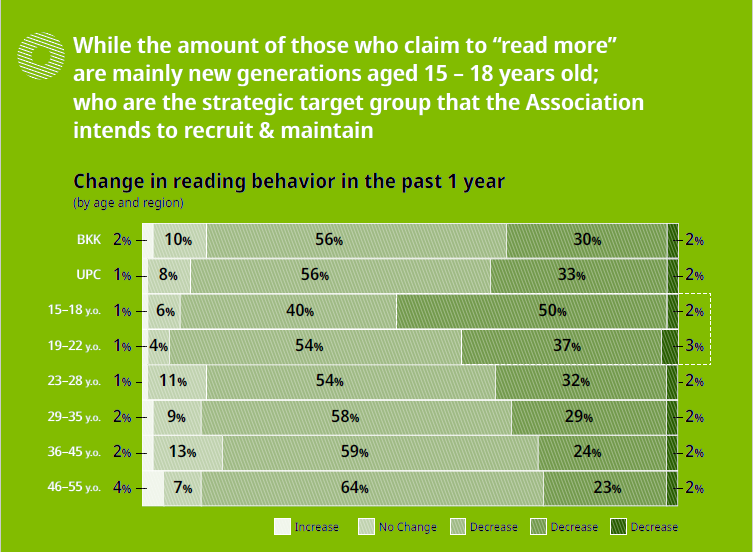 While the amount of those who claim to “read more”
are mainly new generations aged 15 – 18 years old;
who are the strategic target group that the Association
intends to recruit & maintain
Change in reading behavior in the past 1 year
(by age and region)
BKK 2% 10% 56% 30% 2%
UPC 1% 8% 56% 33% 2%
15–18 y.o. 1% 6% 40% 50% 2%
19–22 y.o. 1% 4% 54% 37% 3%
23–28 y.o. 1% 11% 54% 32% 2%
29–35 y.o. 2% 9% 58% 29% 2%
36–45 y.o. 2% 13% 59% 24% 2%
46–55 y.o. 4% 7% 64% 23% 2%
Increase No Change Decrease Decrease Decrease